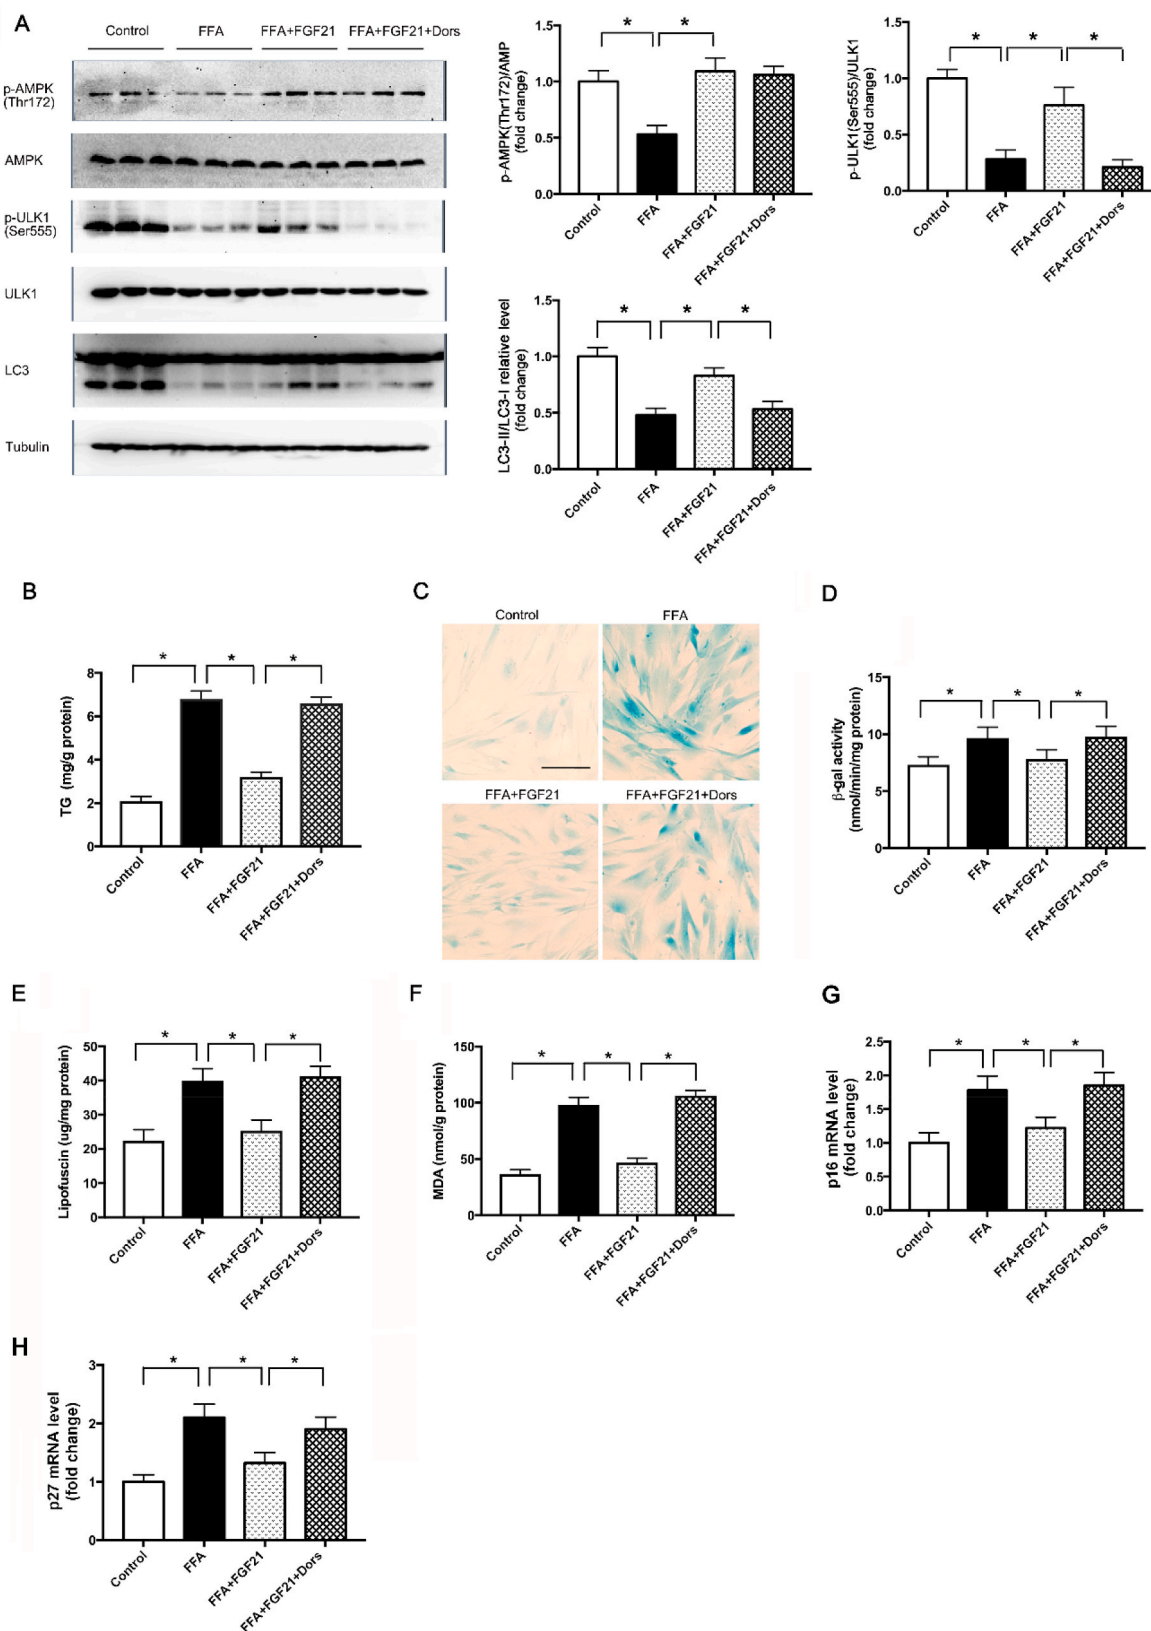 A
Control
FFA
FFA+FGF21
FFA+FGF21+Dors
p-AMPK
(Thr172)
AMPK
p-ULK1
(Ser555)
ULK1
LC3
Tubulin
p-AMPK(Thr172)/AMP
(fold change)
1.5
1.0
0.5
0.0
*
*
Control
FFA
FFA+FGF21
FFA+FGF21+Dors
p-ULK1(Ser555)/ULK1
(fold change)
1.5
1.0
0.5
0.0
*
*
*
Control
FFA
FFA+FGF21
FFA+FGF21+Dors
LC3-II/LC3-I relative level
(fold change)
1.5
1.0
0.5
0.0
*
*
*
Control
FFA
FFA+FGF21
FFA+FGF21+Dors
B
TG (mg/g protein)
8
6
4
2
0
*
*
*
Control
FFA
FFA+FGF21
FFA+FGF21+Dors
C
Control
FFA
FFA+FGF21
FFA+FGF21+Dors
D
β-gal activity
(nmol/min/mg protein)
15
10
5
0
*
*
*
Control
FFA
FFA+FGF21
FFA+FGF21+Dors
E
Lipofuscin (ug/mg protein)
50
40
30
20
10
0
*
*
*
Control
FFA
FFA+FGF21
FFA+FGF21+Dors
F
MDA (nmol/g protein)
150
100
50
0
*
*
*
Control
FFA
FFA+FGF21
FFA+FGF21+Dors
G
p16 mRNA level
(fold change)
2.5
2.0
1.5
1.0
0.5
0.0
*
*
*
Control
FFA
FFA+FGF21
FFA+FGF21+Dors
H
p27 mRNA level
(fold change)
3
2
1
0
*
*
*
Control
FFA
FFA+FGF21
FFA+FGF21+Dors